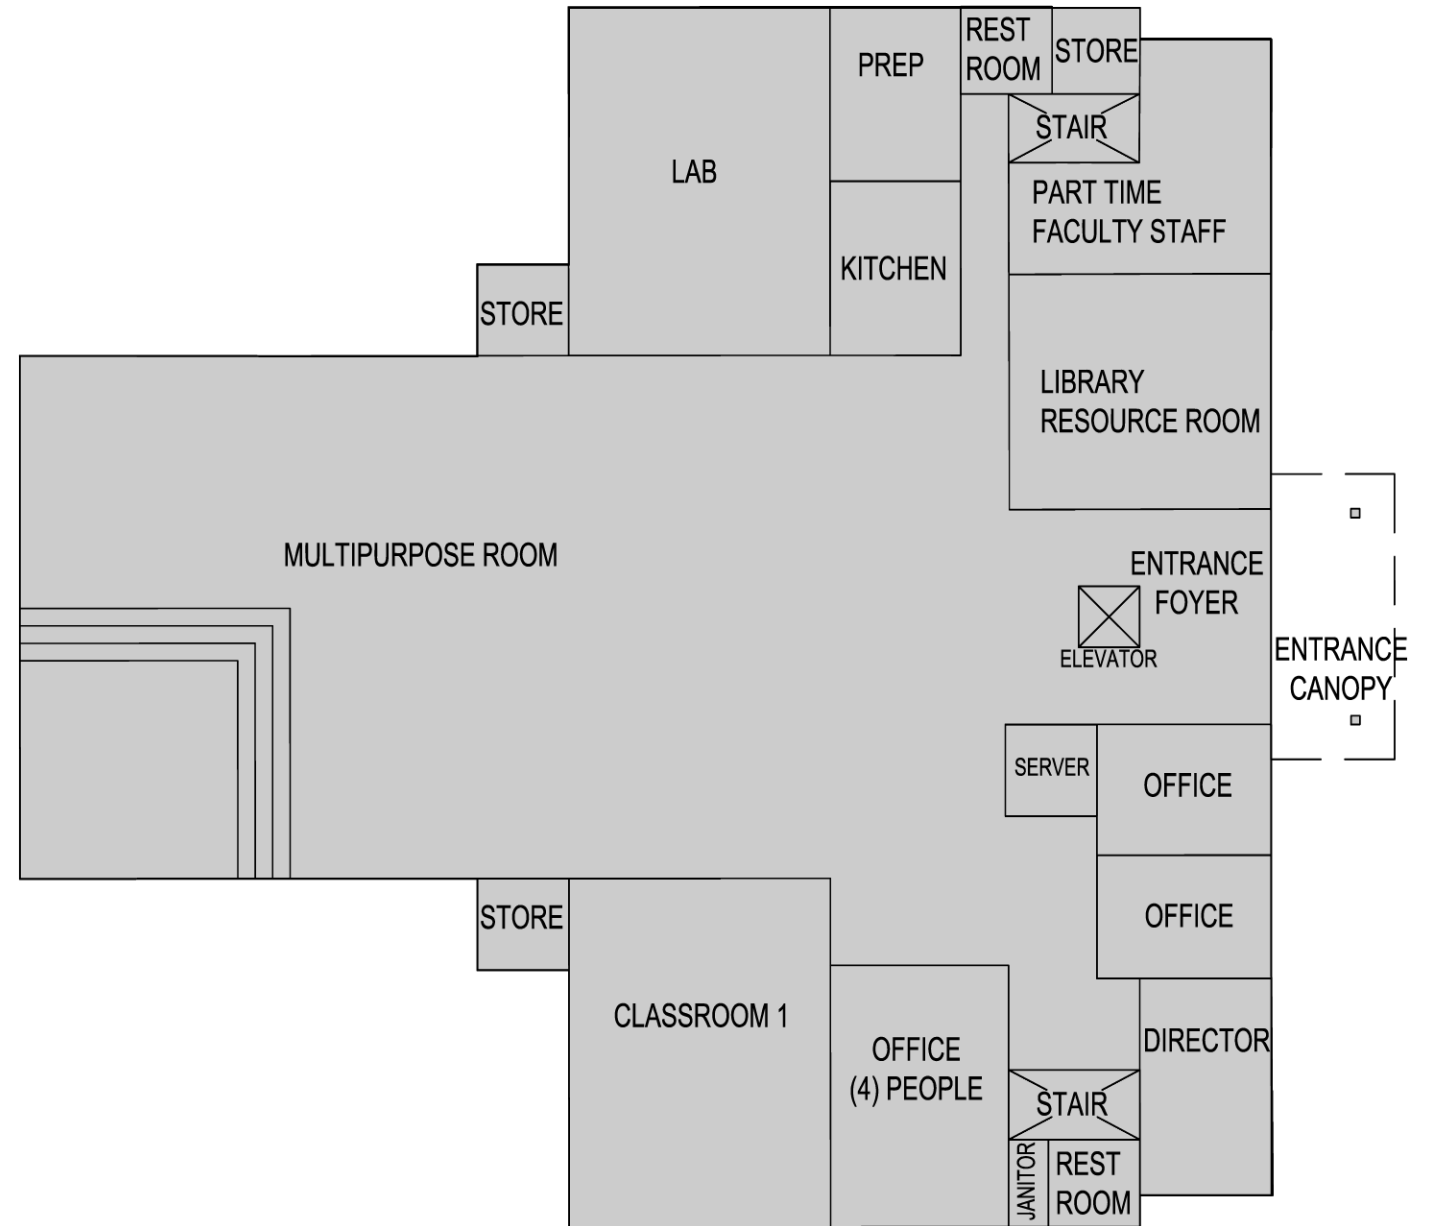 REST
ROOM
STORE
PREP
STAIR
LAB
PART TIME
FACULTY STAFF
KITCHEN
STORE
LIBRARY
RESOURCE ROOM
MULTIPURPOSE ROOM
ENTRANCE
FOYER
ELEVATOR
ENTRANCE
CANOPY
SERVER
OFFICE
OFFICE
STORE
CLASSROOM 1
OFFICE
(4) PEOPLE
DIRECTOR
STAIR
JANITOR
REST
ROOM